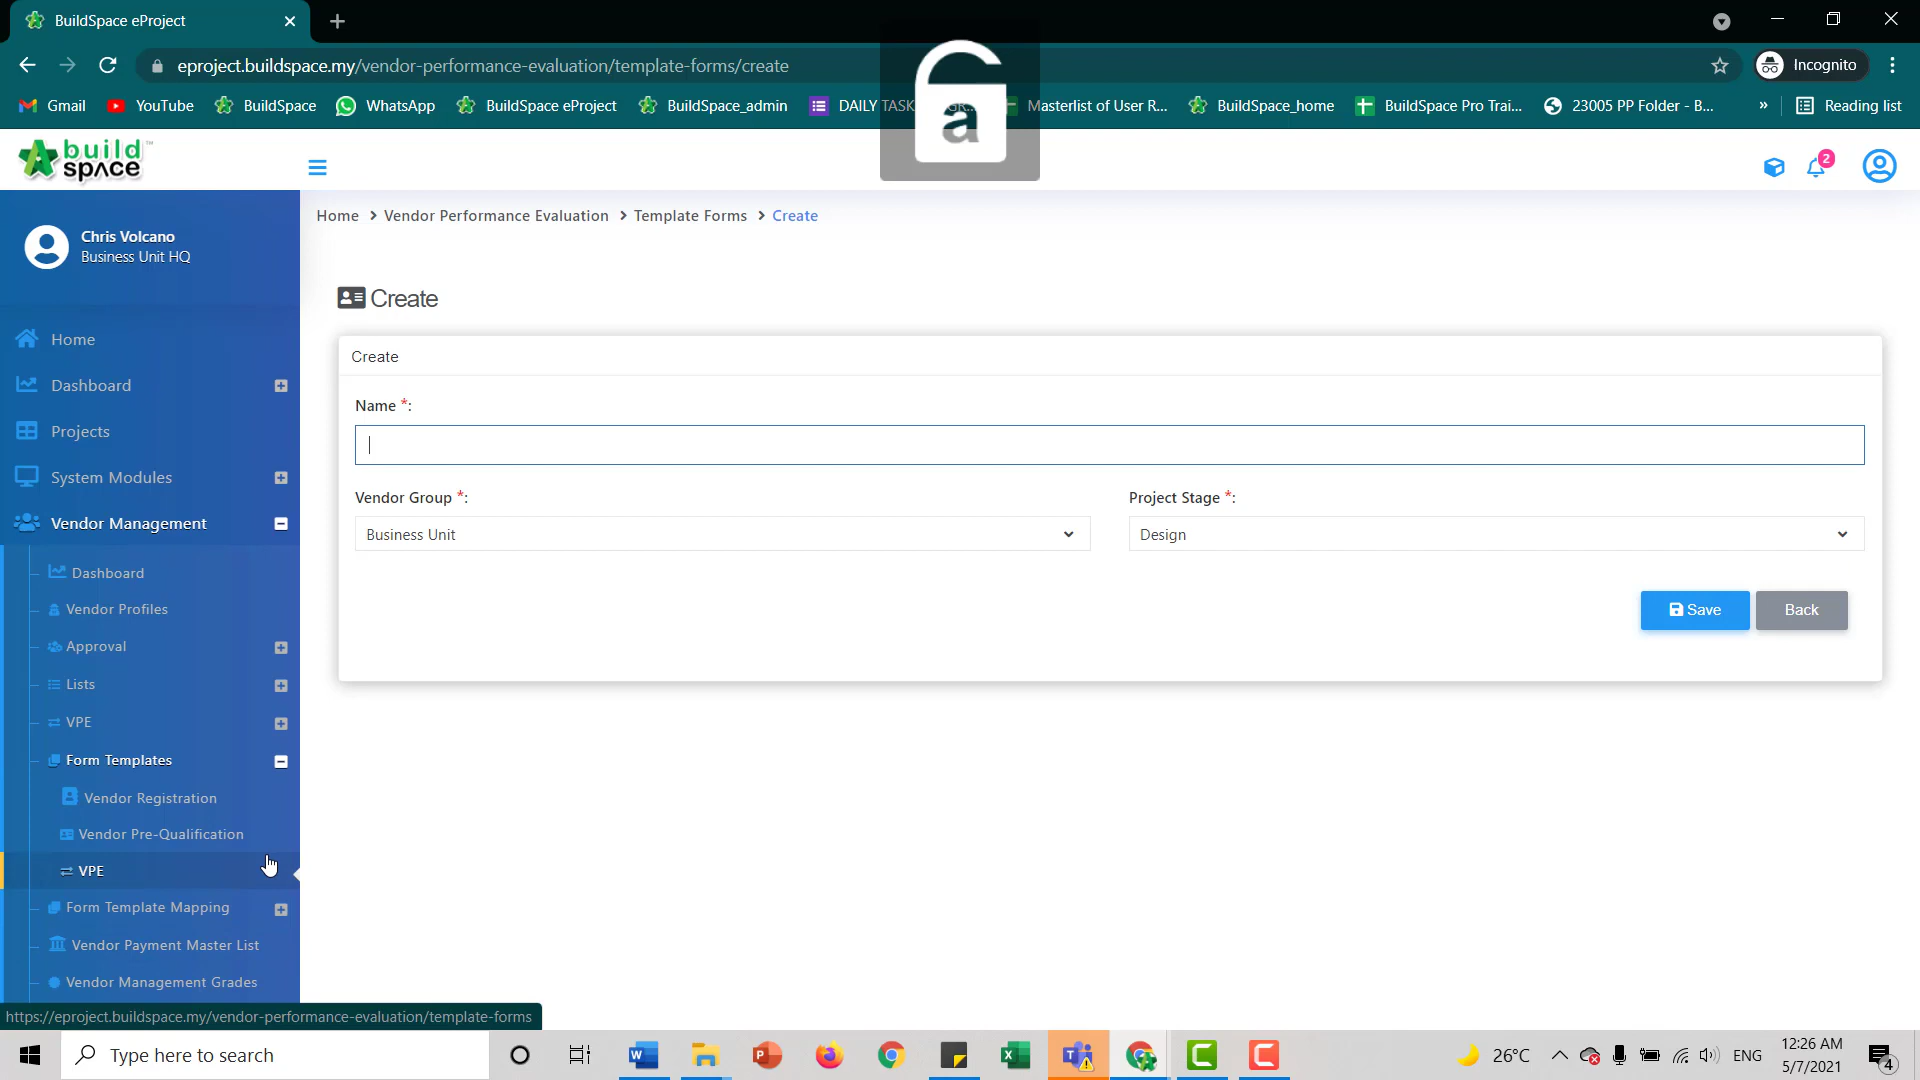 BuildSpace eProject
eproject.buildspace.my/vendor-performance-evaluation/template-forms/create
Incognito
Gmail
YouTube
BuildSpace
WhatsApp
BuildSpace eProject
BuildSpace_admin
DAILY TASK
Masterlist of User R...
BuildSpace_home
BuildSpace Pro Trai...
23005 PP Folder - B...
»
Reading list
a
build
space™
2
Home > Vendor Performance Evaluation > Template Forms > Create
Chris Volcano
Business Unit HQ
Create
Home
Dashboard
Projects
System Modules
Vendor Management
Dashboard
Vendor Profiles
Approval
Lists
VPE
Form Templates
Vendor Registration
Vendor Pre-Qualification
VPE
Form Template Mapping
Vendor Payment Master List
Vendor Management Grades
Create
Name *:
Vendor Group *:
Project Stage *:
Business Unit
Design
Save
Back
https://eproject.buildspace.my/vendor-performance-evaluation/template-forms
Type here to search
26°C
ENG
12:26 AM
5/7/2021
4